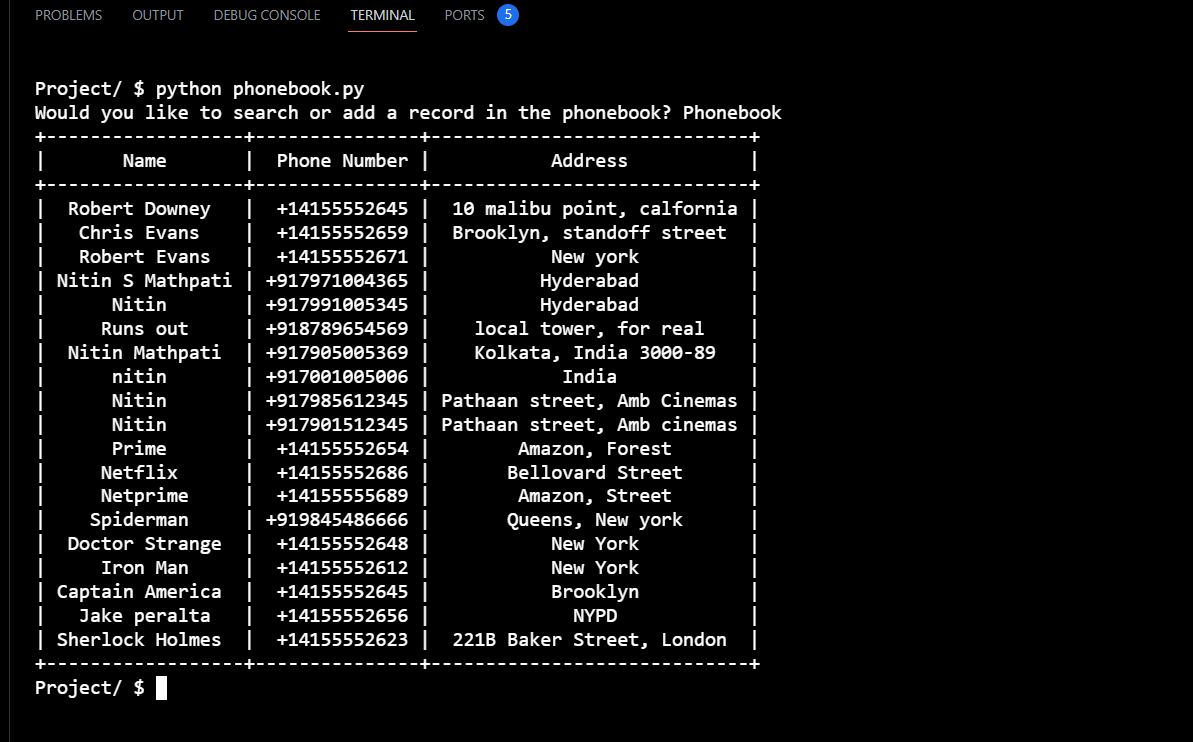 PROBLEMS OUTPUT DEBUG CONSOLE TERMINAL PORTS 5
Project/ $ python phonebook.py
Would you like to search or add a record in the phonebook? Phonebook
+------------------+---------------+-----------------------------+
|       Name       |  Phone Number |           Address           |
+------------------+---------------+-----------------------------+
|  Robert Downey   |  +14155552645 |  10 malibu point, calfornia |
|   Chris Evans    |  +14155552659 |  Brooklyn, standoff street  |
|   Robert Evans   |  +14155552671 |           New york          |
| Nitin S Mathpati | +917971004365 |          Hyderabad          |
|      Nitin       | +917991005345 |          Hyderabad          |
|     Runs out     | +918789654569 |    local tower, for real    |
|  Nitin Mathpati  | +917905005369 |    Kolkata, India 3000-89   |
|      nitin       | +917001005006 |            India            |
|      Nitin       | +917985612345 | Pathaan street, Amb Cinemas |
|      Nitin       | +917901512345 | Pathaan street, Amb cinemas |
|      Prime       |  +14155552654 |        Amazon, Forest       |
|     Netflix      |  +14155552686 |       Bellovard Street      |
|     Netprime     |  +14155555689 |        Amazon, Street       |
|    Spiderman     | +919845486666 |       Queens, New york      |
|  Doctor Strange  |  +14155552648 |           New York          |
|     Iron Man     |  +14155552612 |           New York          |
| Captain America  |  +14155552645 |           Brooklyn          |
|   Jake peralta   |  +14155552656 |             NYPD            |
| Sherlock Holmes  |  +14155552623 |  221B Baker Street, London  |
+------------------+---------------+-----------------------------+
Project/ $